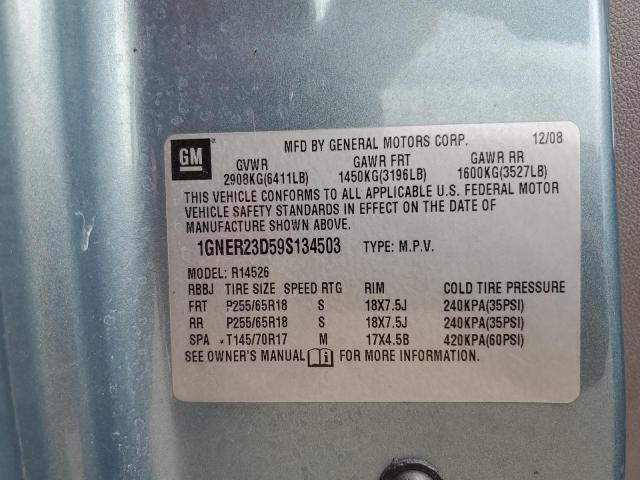 GM
MFD BY GENERAL MOTORS CORP. 12/08
GVWR GAWR FRT GAWR RR
2908KG(6411LB) 1450KG(3196LB) 1600KG(3527LB)
THIS VEHICLE CONFORMS TO ALL APPLICABLE U.S. FEDERAL MOTOR
VEHICLE SAFETY STANDARDS IN EFFECT ON THE DATE OF
MANUFACTURE SHOWN ABOVE.
1GNER23D59S134503 TYPE: M.P.V.
MODEL: R14526
RBBJ TIRE SIZE SPEED RTG RIM COLD TIRE PRESSURE
FRT P255/65R18 S 18X7.5J 240KPA(35PSI)
RR P255/65R18 S 18X7.5J 240KPA(35PSI)
SPA T145/70R17 M 17X4.5B 420KPA(60PSI)
SEE OWNER'S MANUAL FOR MORE INFORMATION.